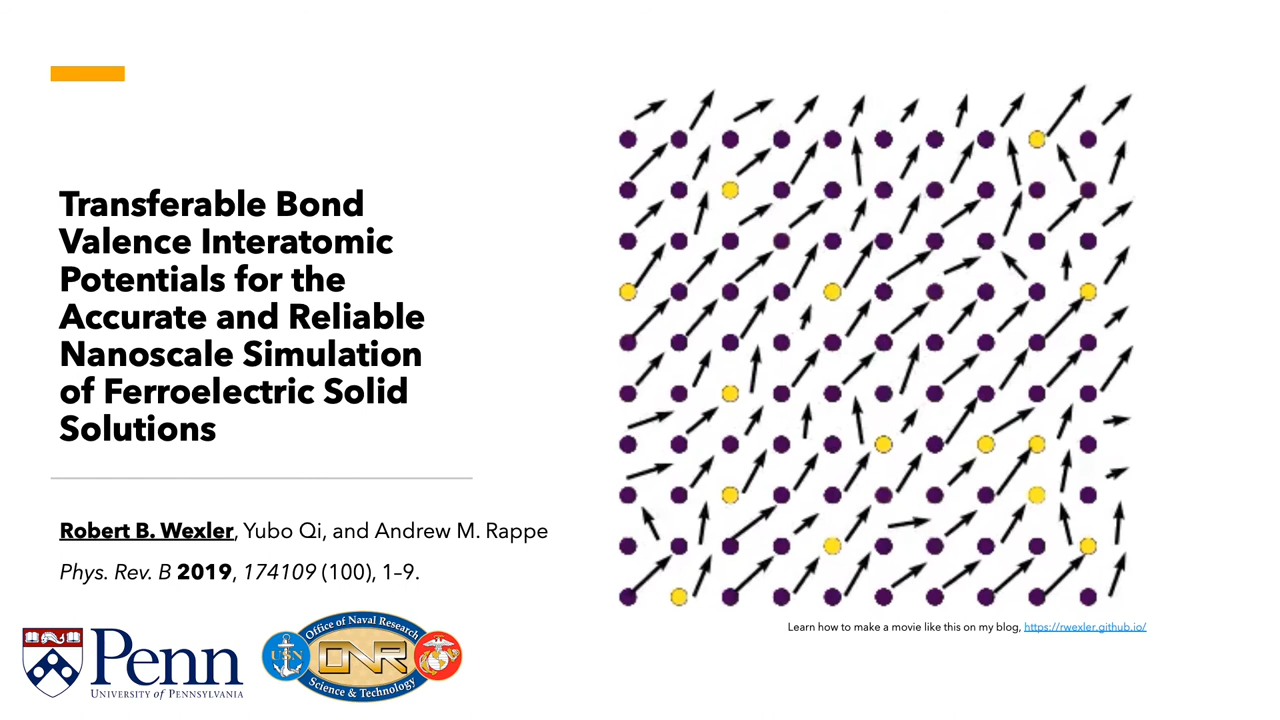 Transferable Bond
Valence Interatomic
Potentials for the
Accurate and Reliable
Nanoscale Simulation
of Ferroelectric Solid
Solutions
Robert B. Wexler, Yubo Qi, and Andrew M. Rappe
Phys. Rev. B 2019, 174109 (100), 1–9.
Learn how to make a movie like this on my blog, https://rwexler.github.io/
Penn
UNIVERSITY OF PENNSYLVANIA
Office of Naval Research
USN
ONR
Science & Technology